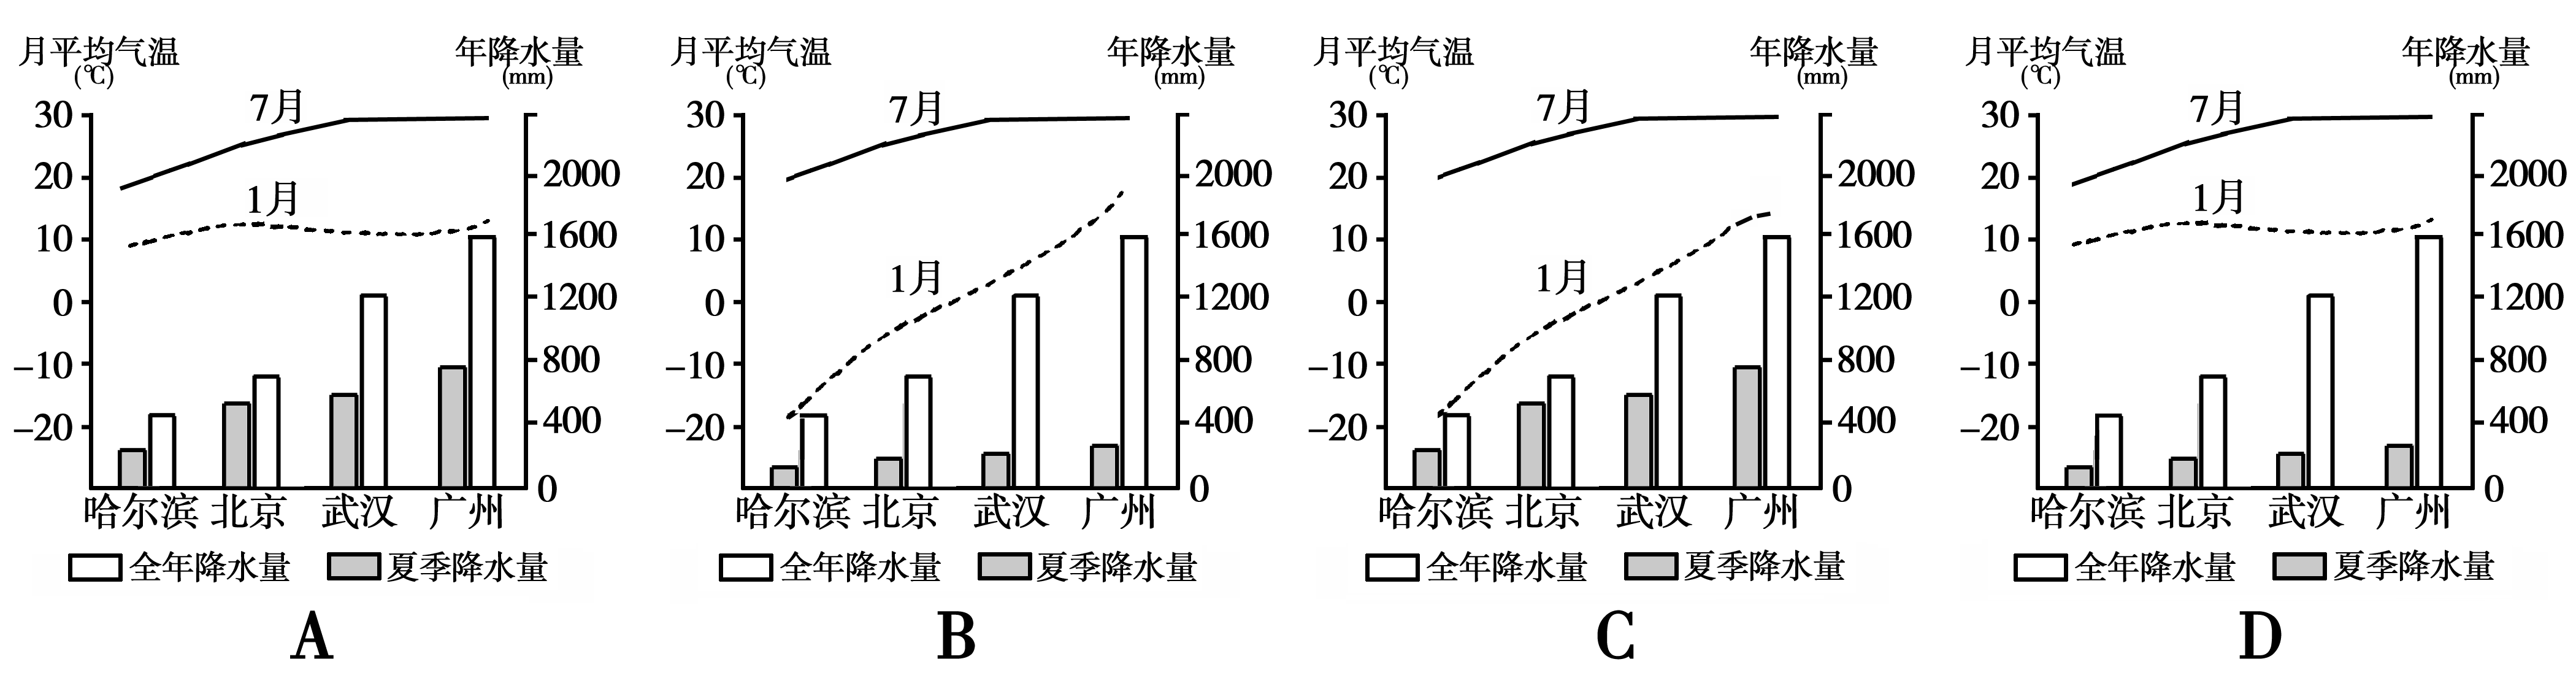 月平均气温 年降水量
(℃) (mm)
30
7月
20 2000
1月
10 1600
0 1200
−10 800
−20 400
0
哈尔滨 北京 武汉 广州
全年降水量 夏季降水量
A
月平均气温 年降水量
(℃) (mm)
30
7月
20 2000
10 1600
1月
0 1200
−10 800
−20 400
0
哈尔滨 北京 武汉 广州
全年降水量 夏季降水量
B
月平均气温 年降水量
(℃) (mm)
30
7月
20 2000
10 1600
1月
0 1200
−10 800
−20 400
0
哈尔滨 北京 武汉 广州
全年降水量 夏季降水量
C
月平均气温 年降水量
(℃) (mm)
30
7月
20 2000
1月
10 1600
0 1200
−10 800
−20 400
0
哈尔滨 北京 武汉 广州
全年降水量 夏季降水量
D